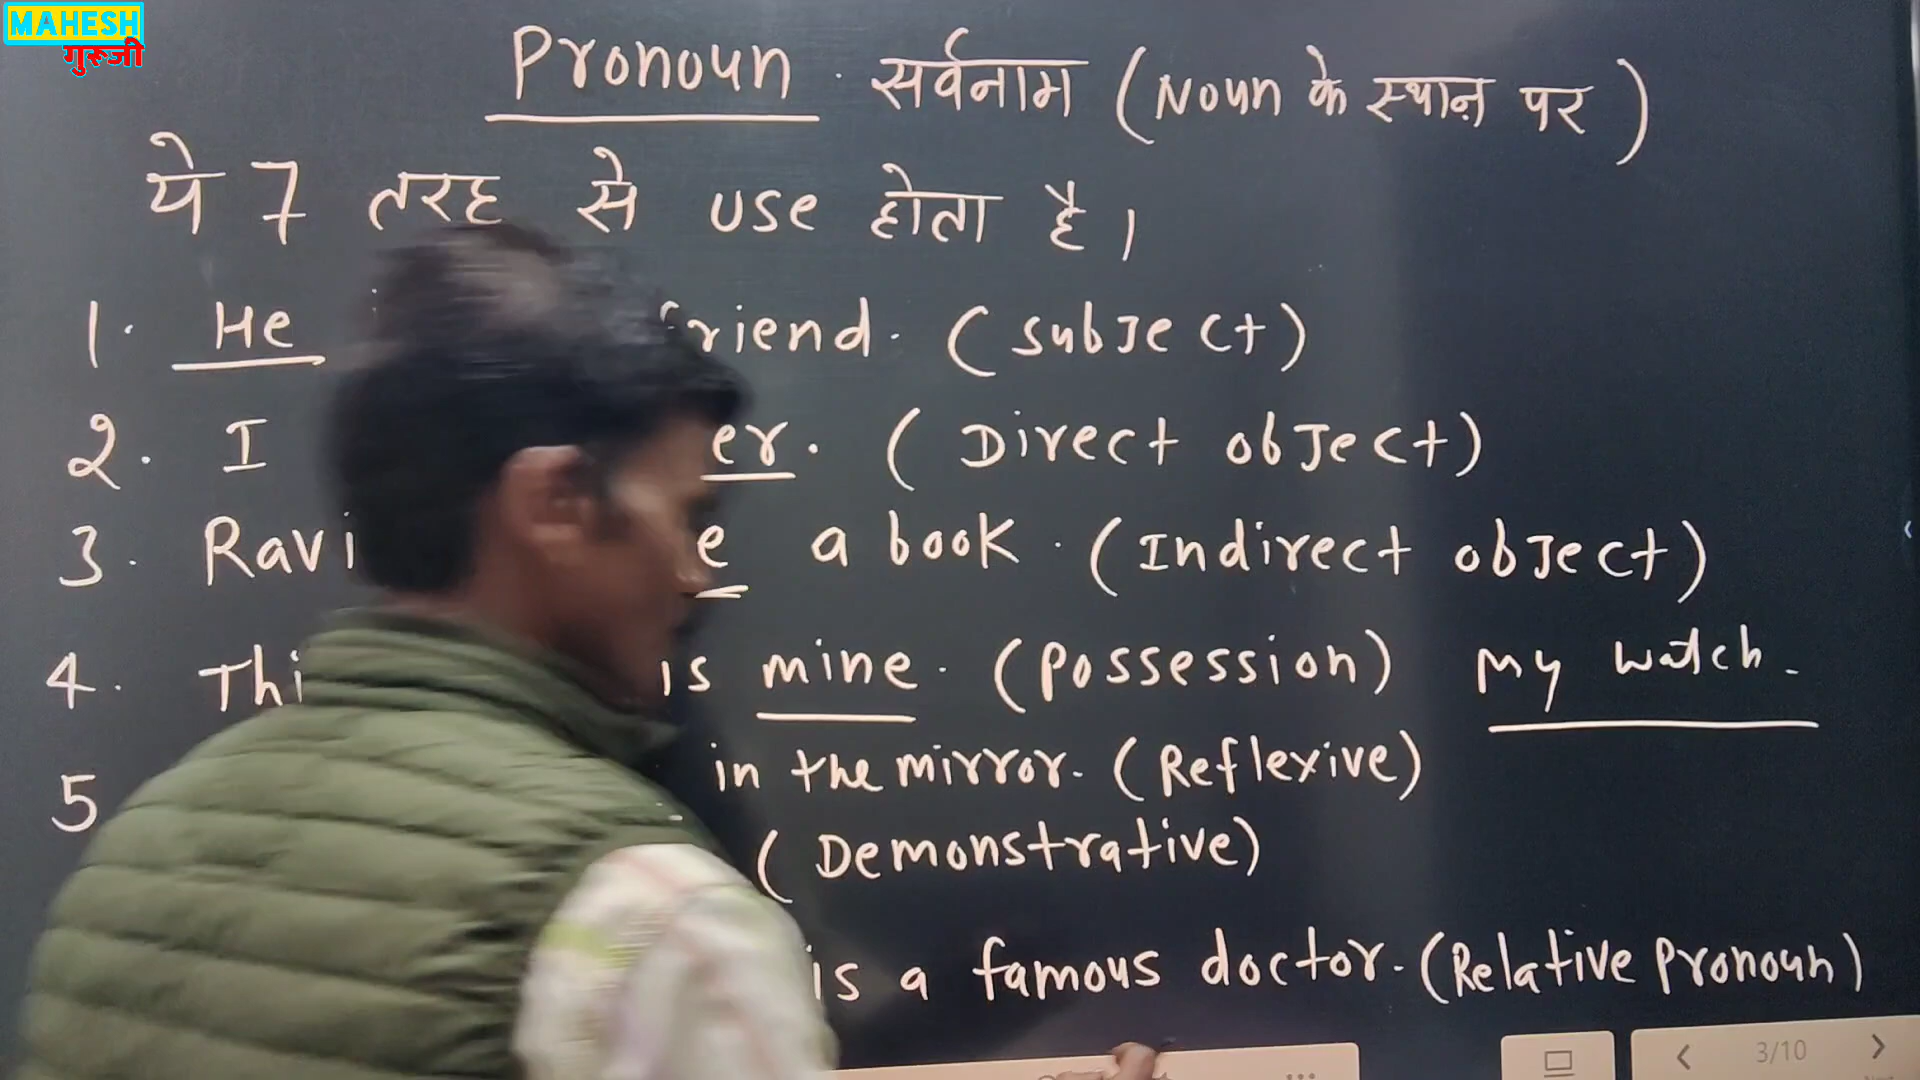 MAHESH
गुरूजी
Pronoun . सर्वनाम (Noun के स्थान पर)
ये 7 तरह से use होता है।
1. He friend. (subject)
2. I er. (Direct object)
3. Ravi e a book. (Indirect object)
4. Thi is mine. (Possession) My watch.
5 in the mirror. (Reflexive)
(Demonstrative)
is a famous doctor. (Relative Pronoun)
3/10